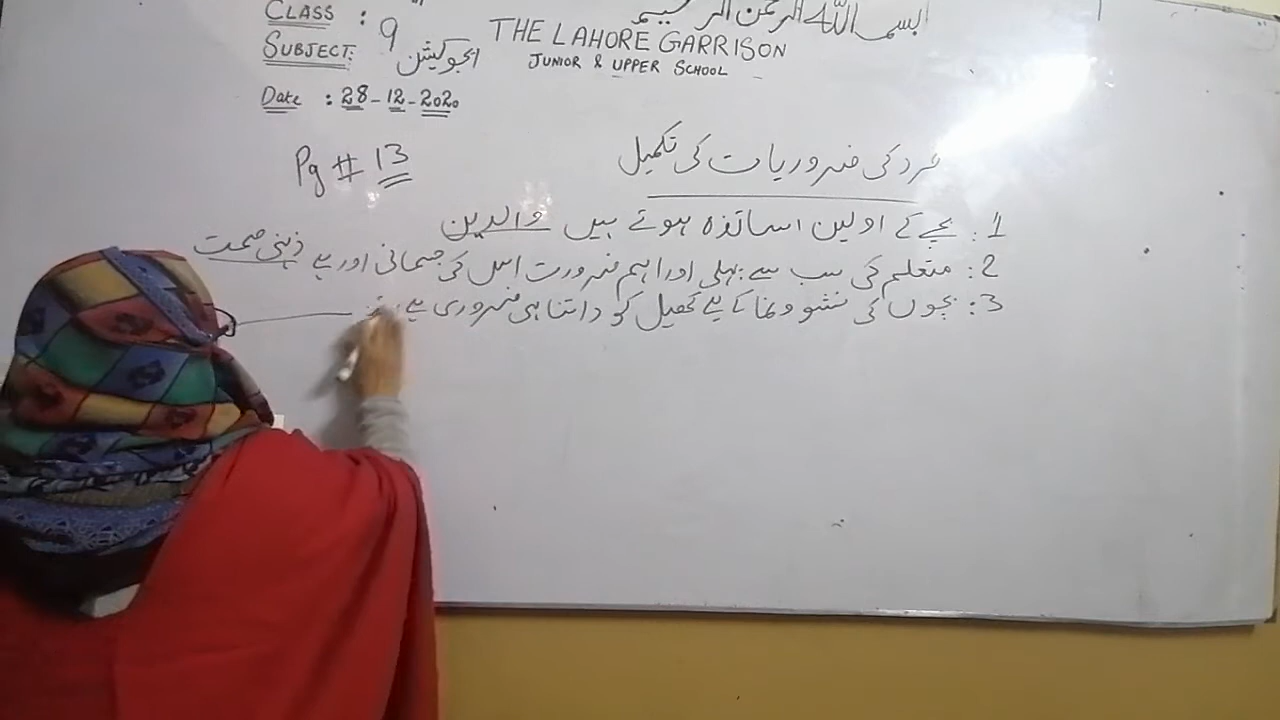 بسم اللہ الرحمن الرحیم
CLASS : 9
THE LAHORE GARRISON
SUBJECT: ایجوکیشن
JUNIOR & UPPER SCHOOL
Date : 28-12-2020
Pg # 13
فرد کی ضروریات کی تکمیل
1: بچے کے اولین اساتذہ ہوتے ہیں والدین
2: متعلم کی سب سے پہلی اور اہم ضرورت اس کی جسمانی اور ہے ذہنی صحت
3: بچوں کی نشوونما کے لیے کھیل کود اتنا ہی ضروری ہے